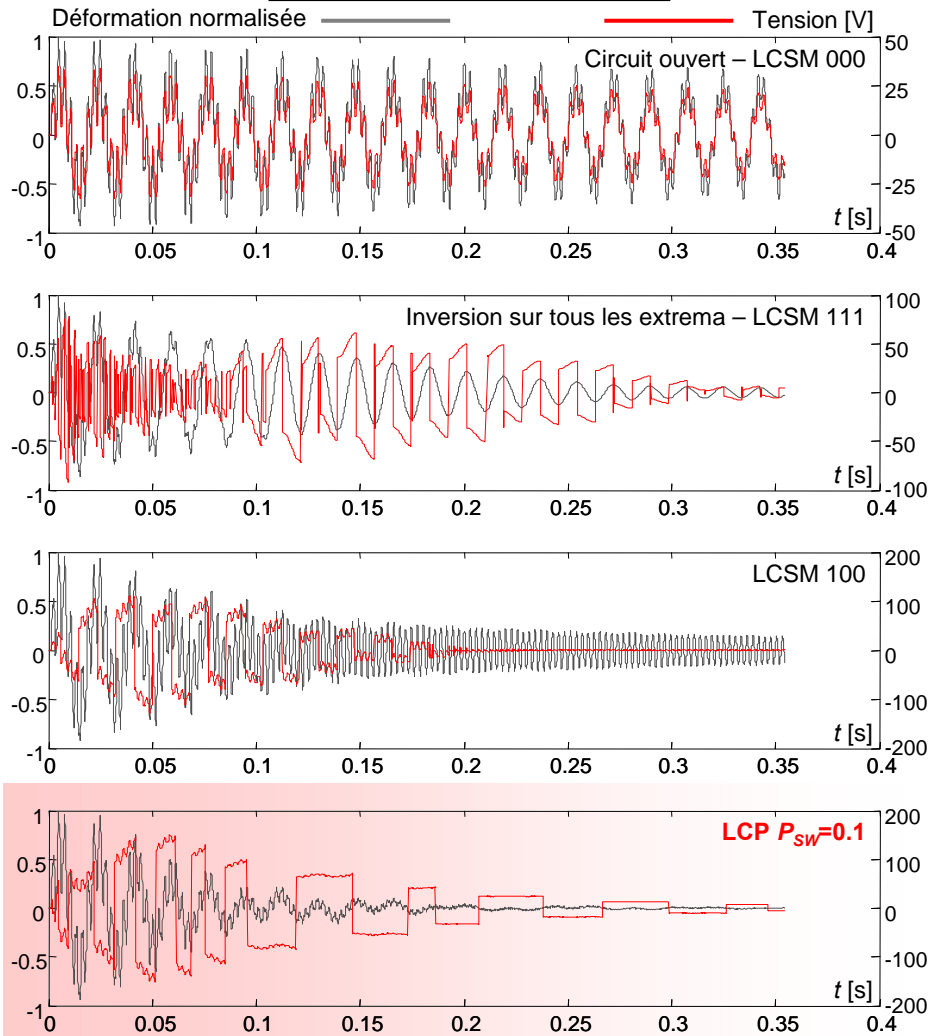 Déformation normalisée Tension [V]
1 50
Circuit ouvert – LCSM 000
0.5 25
0 0
-0.5 -25
t [s]
-1 -50
0 0.05 0.1 0.15 0.2 0.25 0.3 0.35 0.4
1 100
Inversion sur tous les extrema – LCSM 111
0.5 50
0 0
-0.5 -50
t [s]
-1 -100
0 0.05 0.1 0.15 0.2 0.25 0.3 0.35 0.4
1 200
LCSM 100
0.5 100
0 0
-0.5 -100
t [s]
-1 -200
0 0.05 0.1 0.15 0.2 0.25 0.3 0.35 0.4
1 200
LCP PSW=0.1
0.5 100
0 0
-0.5 -100
t [s]
-1 -200
0 0.05 0.1 0.15 0.2 0.25 0.3 0.35 0.4